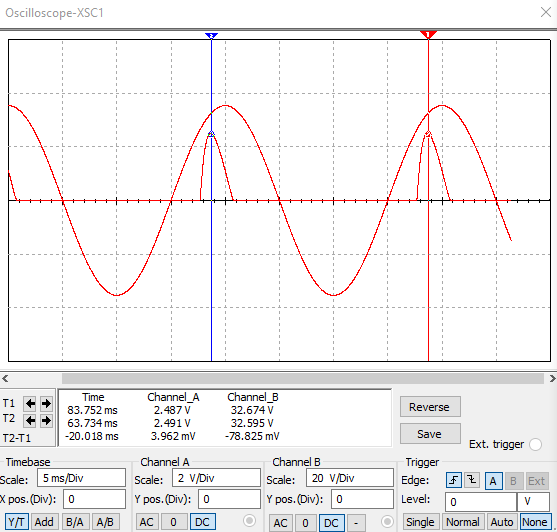 Oscilloscope-XSC1
2
1
T1
T2
T2-T1
Time Channel_A Channel_B
83.752 ms 2.487 V 32.674 V
63.734 ms 2.491 V 32.595 V
-20.018 ms 3.962 mV -78.825 mV
Reverse
Save
Ext. trigger
Timebase
Scale: 5 ms/Div
X pos.(Div): 0
Y/T Add B/A A/B
Channel A
Scale: 2 V/Div
Y pos.(Div): 0
AC 0 DC
Channel B
Scale: 20 V/Div
Y pos.(Div): 0
AC 0 DC -
Trigger
Edge: A B Ext
Level: 0 V
Single Normal Auto None